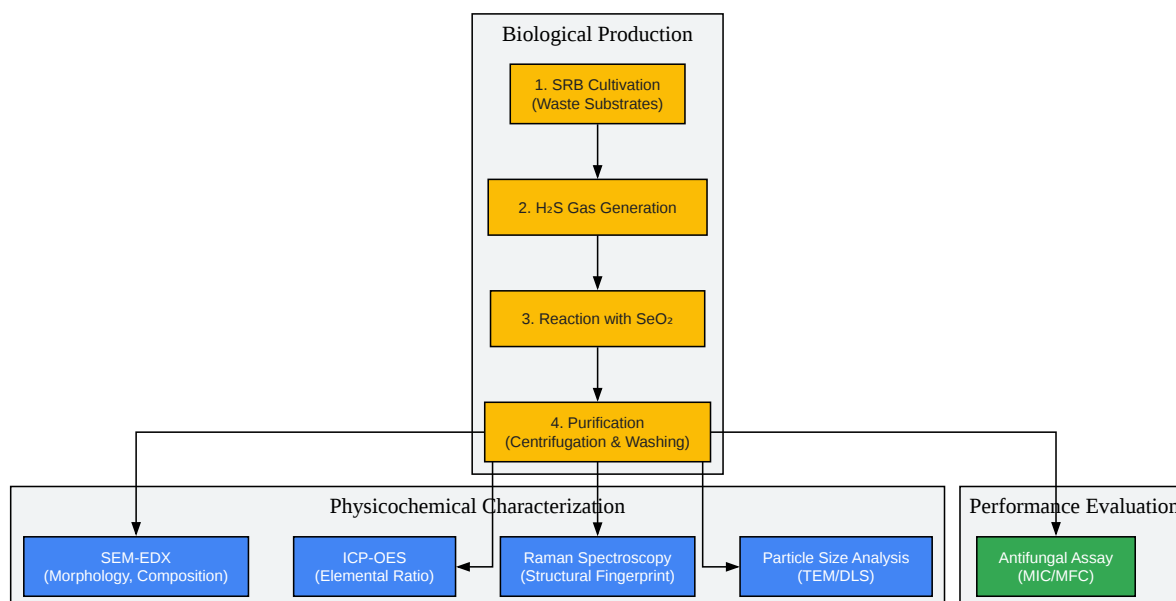 Biological Production
1. SRB Cultivation
(Waste Substrates)
2. H₂S Gas Generation
3. Reaction with SeO₂
4. Purification
(Centrifugation & Washing)
Physicochemical Characterization
Performance Evaluation
SEM-EDX
(Morphology, Composition)
ICP-OES
(Elemental Ratio)
Raman Spectroscopy
(Structural Fingerprint)
Particle Size Analysis
(TEM/DLS)
Antifungal Assay
(MIC/MFC)